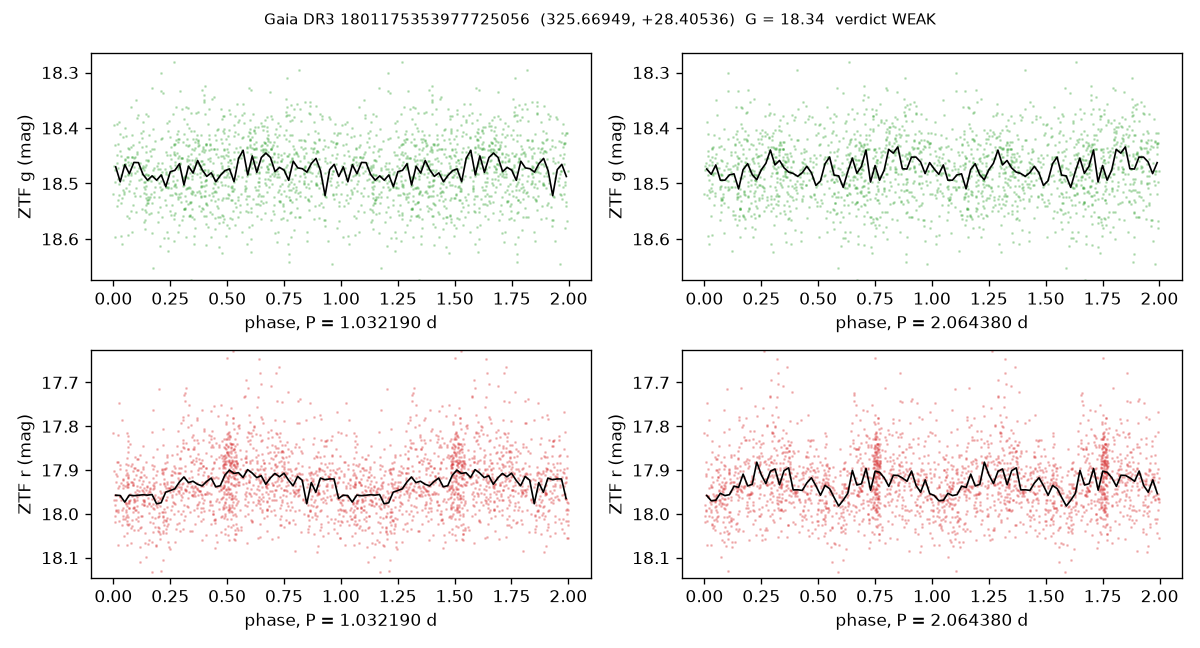 Gaia DR3 1801175353977725056 (325.66949, +28.40536) G = 18.34 verdict WEAK
ZTF g (mag)
18.3
18.4
18.5
18.6
0.00 0.25 0.50 0.75 1.00 1.25 1.50 1.75 2.00
phase, P = 1.032190 d
ZTF g (mag)
18.3
18.4
18.5
18.6
0.00 0.25 0.50 0.75 1.00 1.25 1.50 1.75 2.00
phase, P = 2.064380 d
ZTF r (mag)
17.7
17.8
17.9
18.0
18.1
0.00 0.25 0.50 0.75 1.00 1.25 1.50 1.75 2.00
phase, P = 1.032190 d
ZTF r (mag)
17.7
17.8
17.9
18.0
18.1
0.00 0.25 0.50 0.75 1.00 1.25 1.50 1.75 2.00
phase, P = 2.064380 d